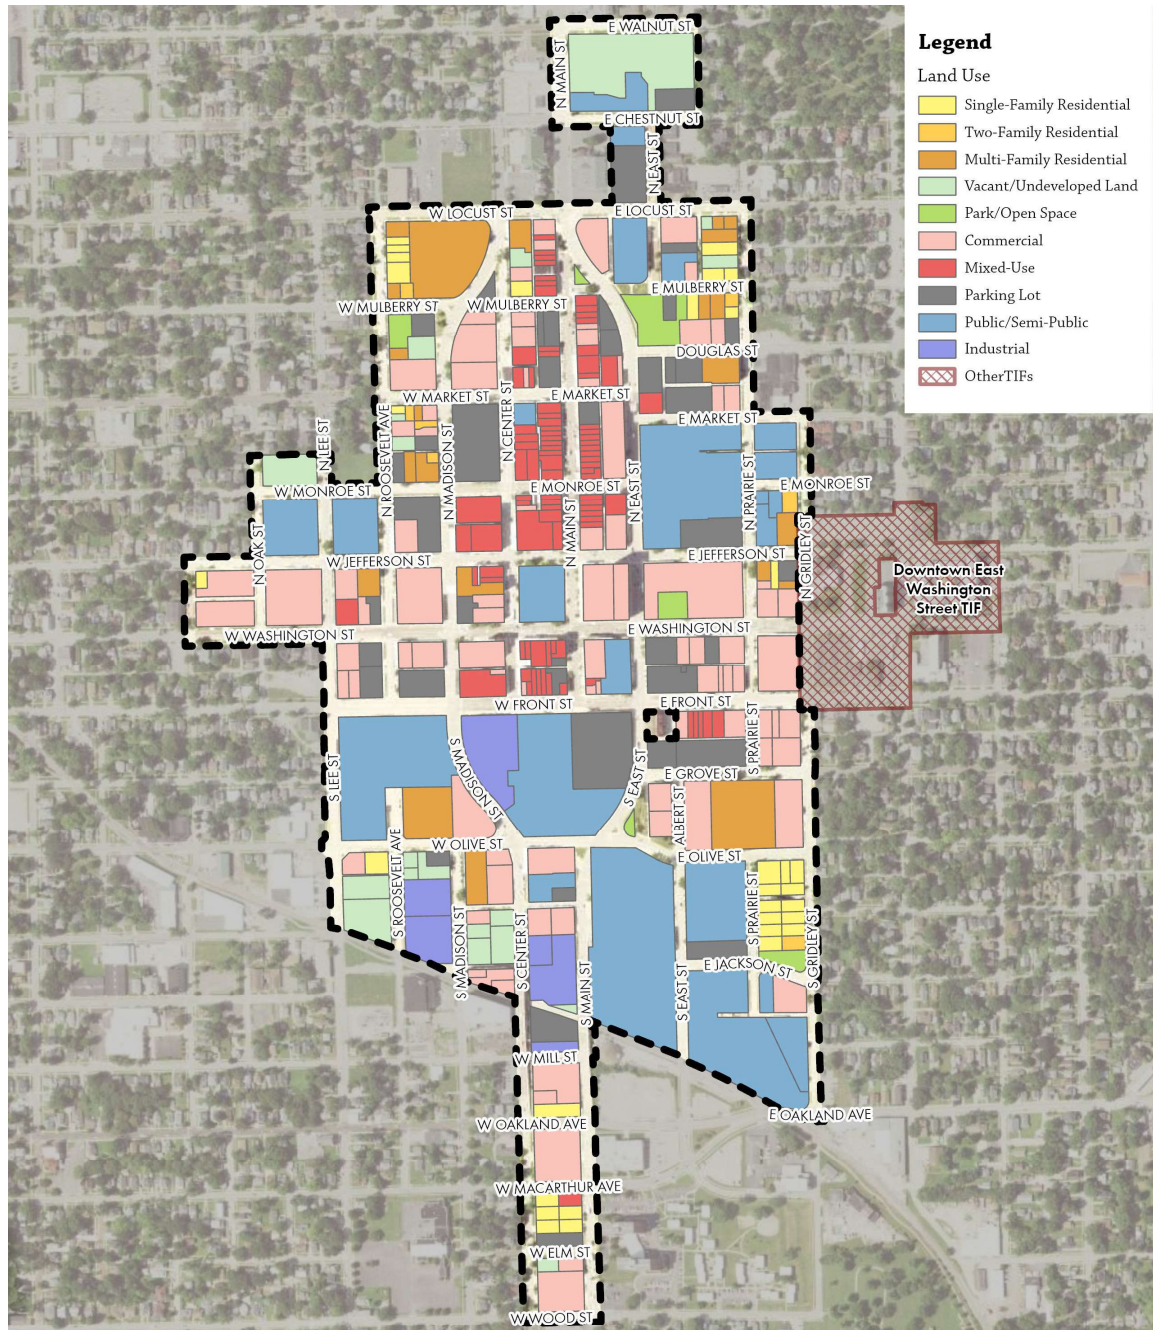 Legend
Land Use
Single-Family Residential
Two-Family Residential
Multi-Family Residential
Vacant/Undeveloped Land
Park/Open Space
Commercial
Mixed-Use
Parking Lot
Public/Semi-Public
Industrial
OtherTIFs
E WALNUT ST
N MAIN ST
E CHESTNUT ST
N EAST ST
W LOCUST ST
E LOCUST ST
E MULBERRY ST
W MULBERRY ST
W MULBERRY ST
DOUGLAS ST
W MARKET ST
E MARKET ST
E MARKET ST
N LEE ST
N ROOSEVELT AVE
N MADISON ST
N CENTER ST
N MAIN ST
N EAST ST
N PRAIRIE ST
W MONROE ST
E MONROE ST
E MONROE ST
N OAK ST
N GRIDLEY ST
W JEFFERSON ST
E JEFFERSON ST
Downtown East
Washington
Street TIF
W WASHINGTON ST
E WASHINGTON ST
W FRONT ST
E FRONT ST
S LEE ST
S MADISON ST
S EAST ST
S PRAIRIE ST
E GROVE ST
ALBERT ST
W OLIVE ST
E OLIVE ST
S ROOSEVELT AVE
S MADISON ST
S CENTER ST
S MAIN ST
S EAST ST
S PRAIRIE ST
S GRIDLEY ST
E JACKSON ST
W MILL ST
E OAKLAND AVE
W OAKLAND AVE
W MACARTHUR AVE
W ELM ST
W WOOD ST